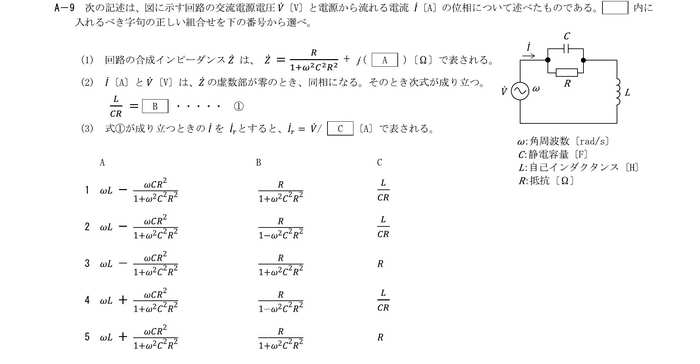 A－9 次の記述は、図に示す回路の交流電源電圧 V̇〔V〕と電源から流れる電流 İ〔A〕の位相について述べたものである。□内に
入れるべき字句の正しい組合せを下の番号から選べ。
(1) 回路の合成インピーダンス Ż は、Ż = R/(1+ω²C²R²) + j( A )〔Ω〕で表される。
(2) İ〔A〕と V̇〔V〕は、Ż の虚数部が零のとき、同相になる。そのとき次式が成り立つ。
L/CR = B ・・・・・ ①
(3) 式①が成り立つときの İ を İr とすると、İr = V̇/ C 〔A〕で表される。
İ
C
R
V̇
ω
L
ω:角周波数〔rad/s〕
C:静電容量〔F〕
L:自己インダクタンス〔H〕
R:抵抗〔Ω〕
A B C
1 ωL － ωCR²/(1+ω²C²R²) R/(1+ω²C²R²) L/CR
2 ωL － ωCR²/(1+ω²C²R²) R/(1−ω²C²R²) L/CR
3 ωL － ωCR²/(1+ω²C²R²) R/(1+ω²C²R²) R
4 ωL ＋ ωCR²/(1+ω²C²R²) R/(1−ω²C²R²) L/CR
5 ωL ＋ ωCR²/(1+ω²C²R²) R/(1+ω²C²R²) R